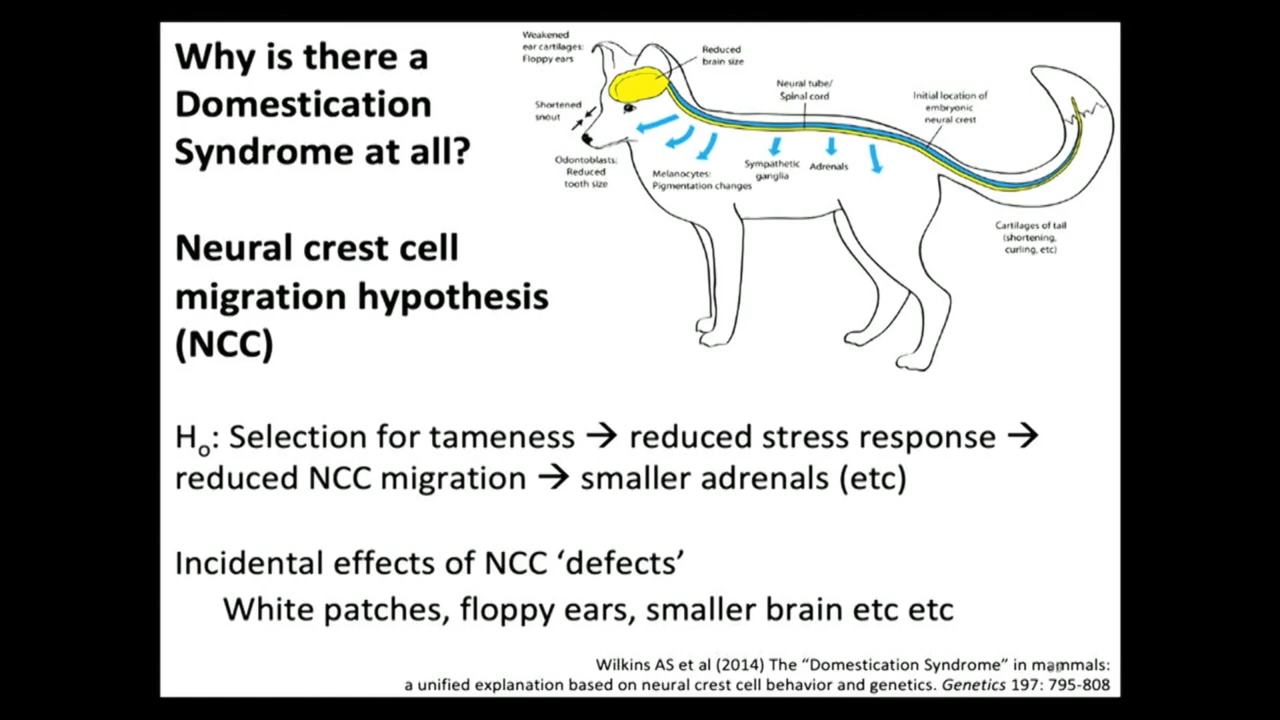 Why is there a
Domestication
Syndrome at all?
Neural crest cell
migration hypothesis
(NCC)
Weakened
ear cartilages:
Floppy ears
Reduced
brain size
Shortened
snout
Neural tube/
Spinal cord
Initial location of
embryonic
neural crest
Odontoblasts:
Reduced
tooth size
Melanocytes:
Pigmentation changes
Sympathetic
ganglia
Adrenals
Cartilages of tail
(shortening,
curling, etc)
Ho: Selection for tameness → reduced stress response →
reduced NCC migration → smaller adrenals (etc)
Incidental effects of NCC ‘defects’
White patches, floppy ears, smaller brain etc etc
Wilkins AS et al (2014) The “Domestication Syndrome” in mammals:
a unified explanation based on neural crest cell behavior and genetics. Genetics 197: 795-808